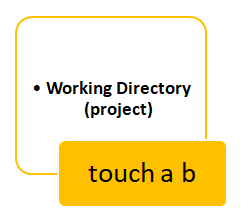 • Working Directory
(project)
touch a b